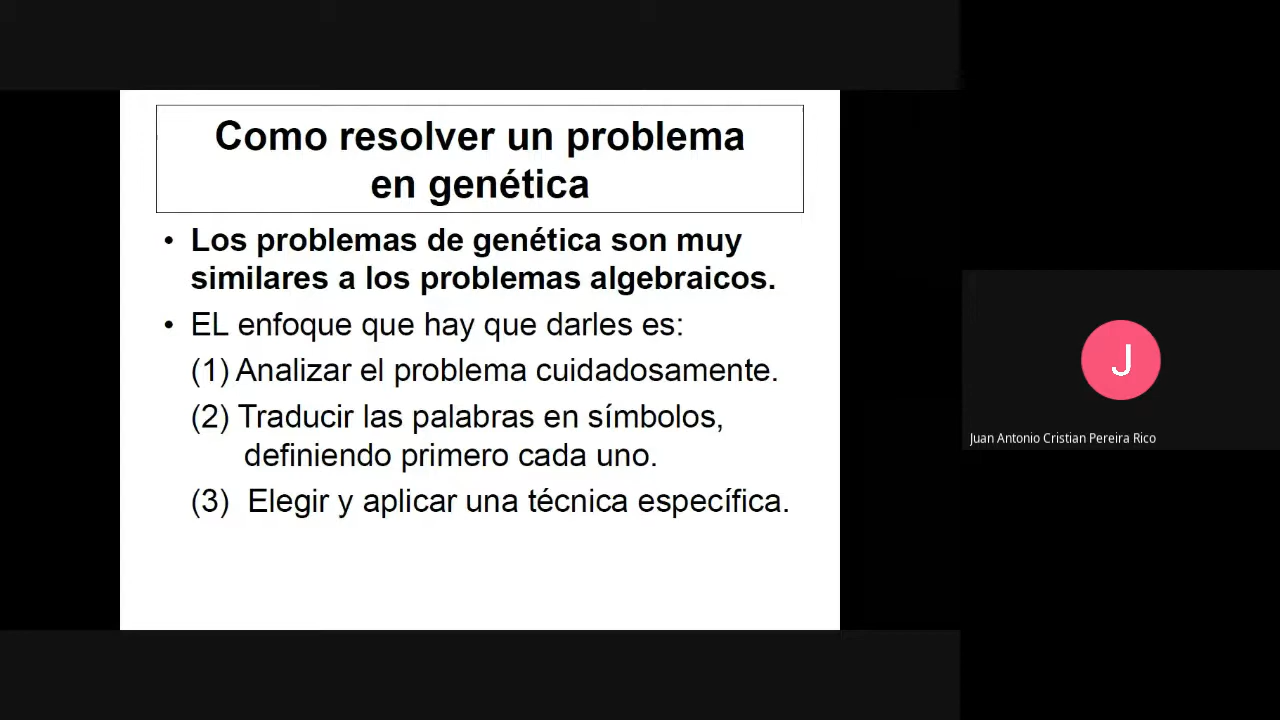 Como resolver un problema
en genética
• Los problemas de genética son muy
similares a los problemas algebraicos.
• EL enfoque que hay que darles es:
(1) Analizar el problema cuidadosamente.
(2) Traducir las palabras en símbolos,
definiendo primero cada uno.
(3) Elegir y aplicar una técnica específica.
J
Juan Antonio Cristian Pereira Rico